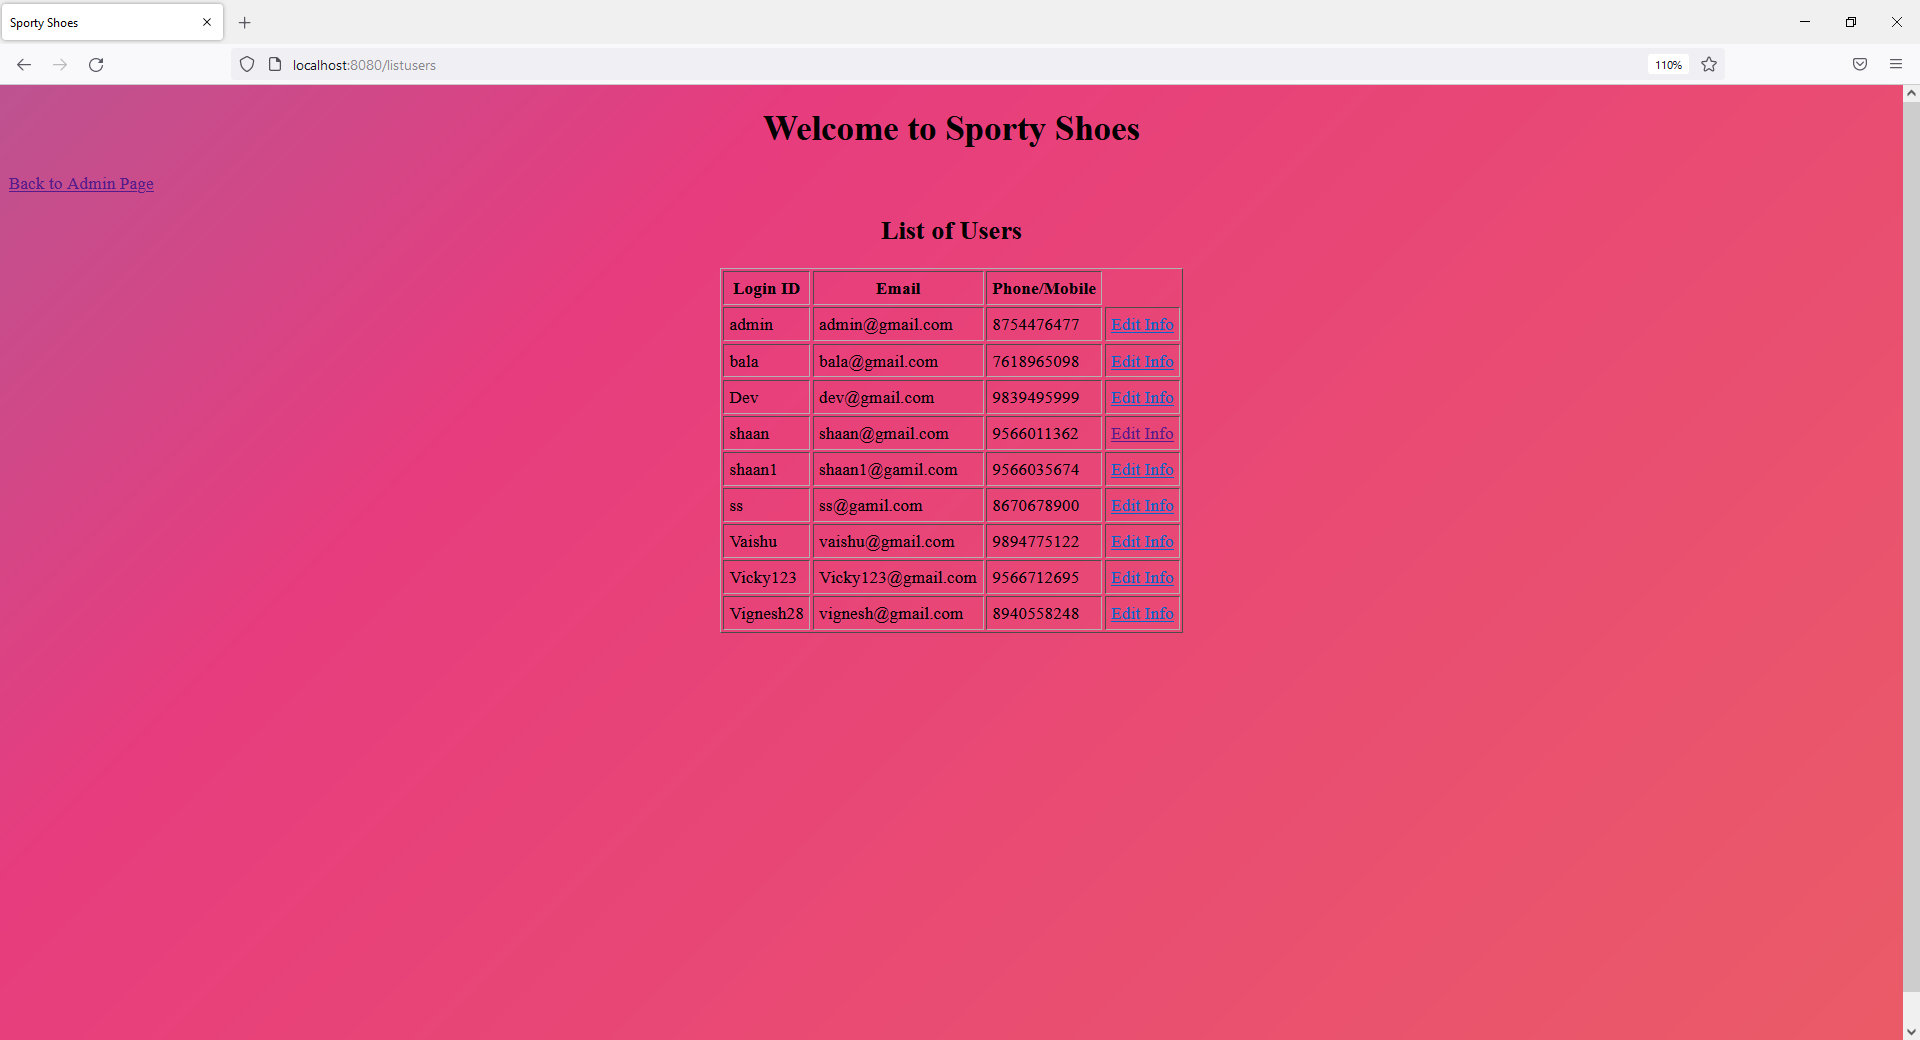 Sporty Shoes
localhost:8080/listusers
110%
Welcome to Sporty Shoes
Back to Admin Page
List of Users
Login ID Email Phone/Mobile
admin admin@gmail.com 8754476477 Edit Info
bala bala@gmail.com 7618965098 Edit Info
Dev dev@gmail.com 9839495999 Edit Info
shaan shaan@gmail.com 9566011362 Edit Info
shaan1 shaan1@gamil.com 9566035674 Edit Info
ss ss@gamil.com 8670678900 Edit Info
Vaishu vaishu@gmail.com 9894775122 Edit Info
Vicky123 Vicky123@gmail.com 9566712695 Edit Info
Vignesh28 vignesh@gmail.com 8940558248 Edit Info